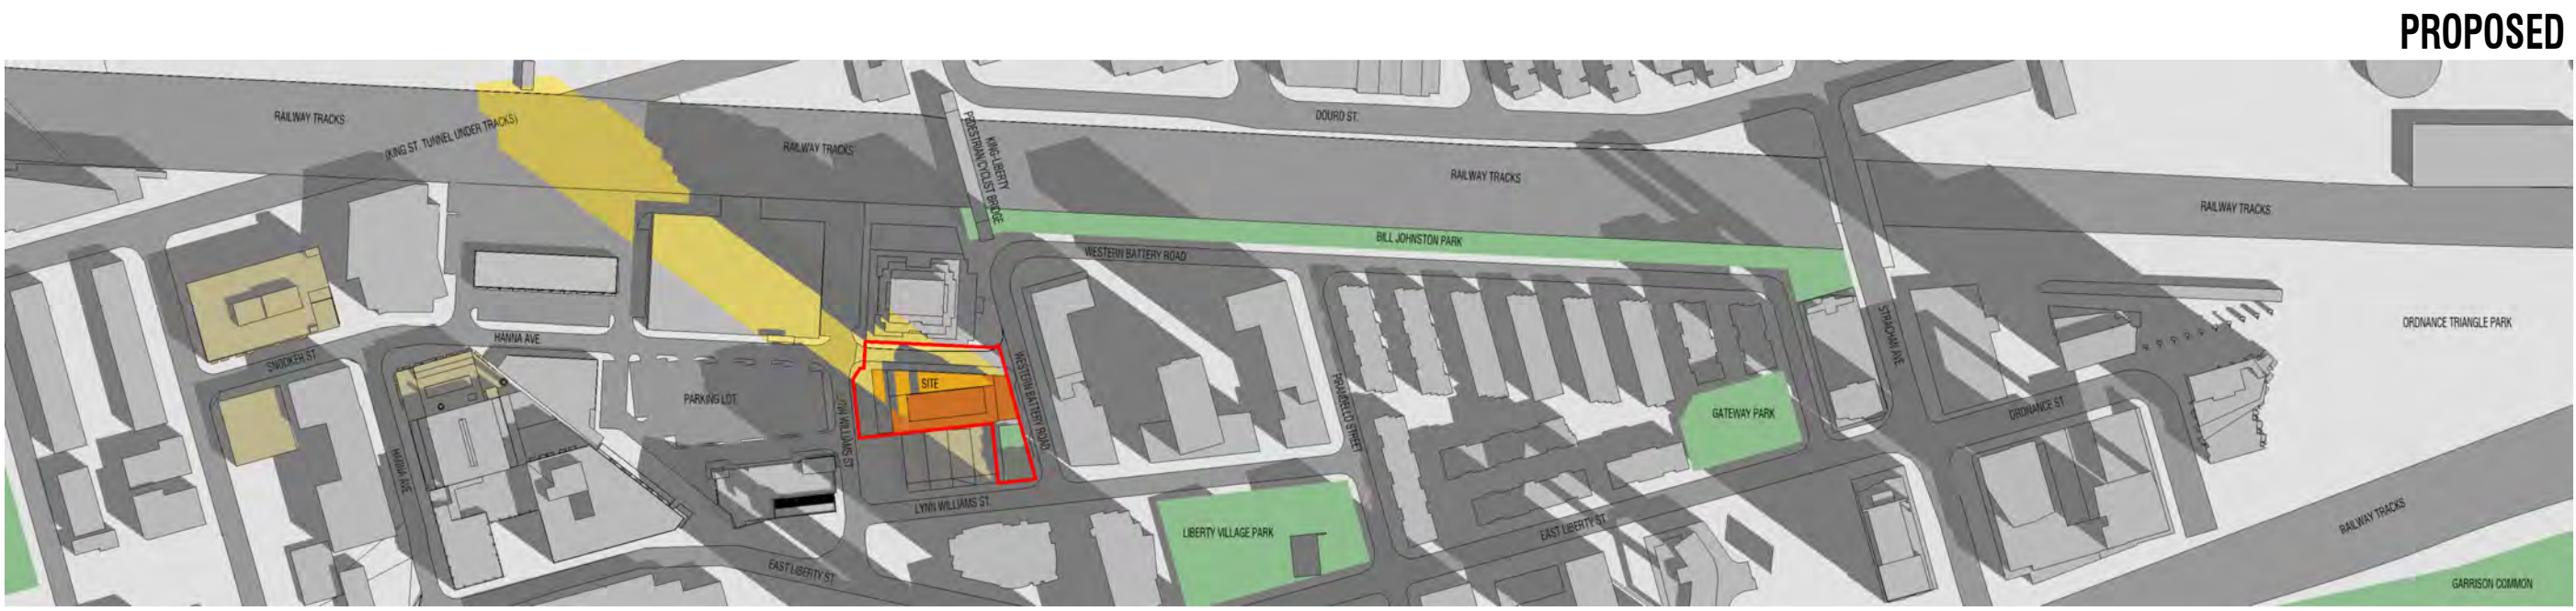 PROPOSED
RAILWAY TRACKS
(KING ST. TUNNEL UNDER TRACKS)
RAILWAY TRACKS
KING-LIBERTY
PEDESTRIAN/CYCLIST BRIDGE
DOURO ST.
RAILWAY TRACKS
RAILWAY TRACKS
BILL JOHNSTON PARK
WESTERN BATTERY ROAD
HANNA AVE.
SNOOKER ST.
STRACHAN AVE.
ORDNANCE TRIANGLE PARK
SITE
WESTERN BATTERY ROAD
PARKING LOT
LYNN WILLIAMS ST.
PIRANDELLO STREET
GATEWAY PARK
ORDNANCE ST.
HANNA AVE.
LYNN WILLIAMS ST.
LIBERTY VILLAGE PARK
EAST LIBERTY ST.
RAILWAY TRACKS
EAST LIBERTY ST.
GARRISON COMMON